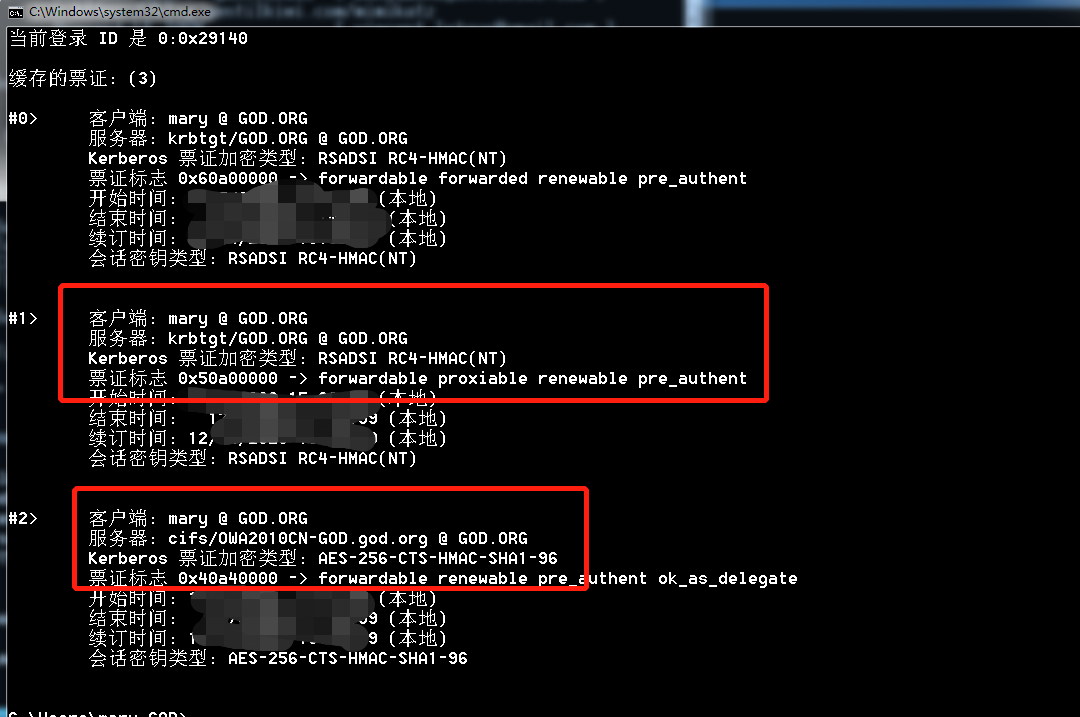 C:\Windows\system32\cmd.exe
当前登录 ID 是 0:0x29140
缓存的票证: (3)
#0> 客户端: mary @ GOD.ORG
服务器: krbtgt/GOD.ORG @ GOD.ORG
Kerberos 票证加密类型: RSADSI RC4-HMAC(NT)
票证标志 0x60a00000 -> forwardable forwarded renewable pre_authent
开始时间: (本地)
结束时间: (本地)
续订时间: (本地)
会话密钥类型: RSADSI RC4-HMAC(NT)
#1> 客户端: mary @ GOD.ORG
服务器: krbtgt/GOD.ORG @ GOD.ORG
Kerberos 票证加密类型: RSADSI RC4-HMAC(NT)
票证标志 0x50a00000 -> forwardable proxiable renewable pre_authent
开始时间: (本地)
结束时间: (本地)
续订时间: 12/ (本地)
会话密钥类型: RSADSI RC4-HMAC(NT)
#2> 客户端: mary @ GOD.ORG
服务器: cifs/OWA2010CN-GOD.god.org @ GOD.ORG
Kerberos 票证加密类型: AES-256-CTS-HMAC-SHA1-96
票证标志 0x40a40000 -> forwardable renewable pre_authent ok_as_delegate
开始时间: (本地)
结束时间: (本地)
续订时间: (本地)
会话密钥类型: AES-256-CTS-HMAC-SHA1-96
C:\Users\mary.GOD>